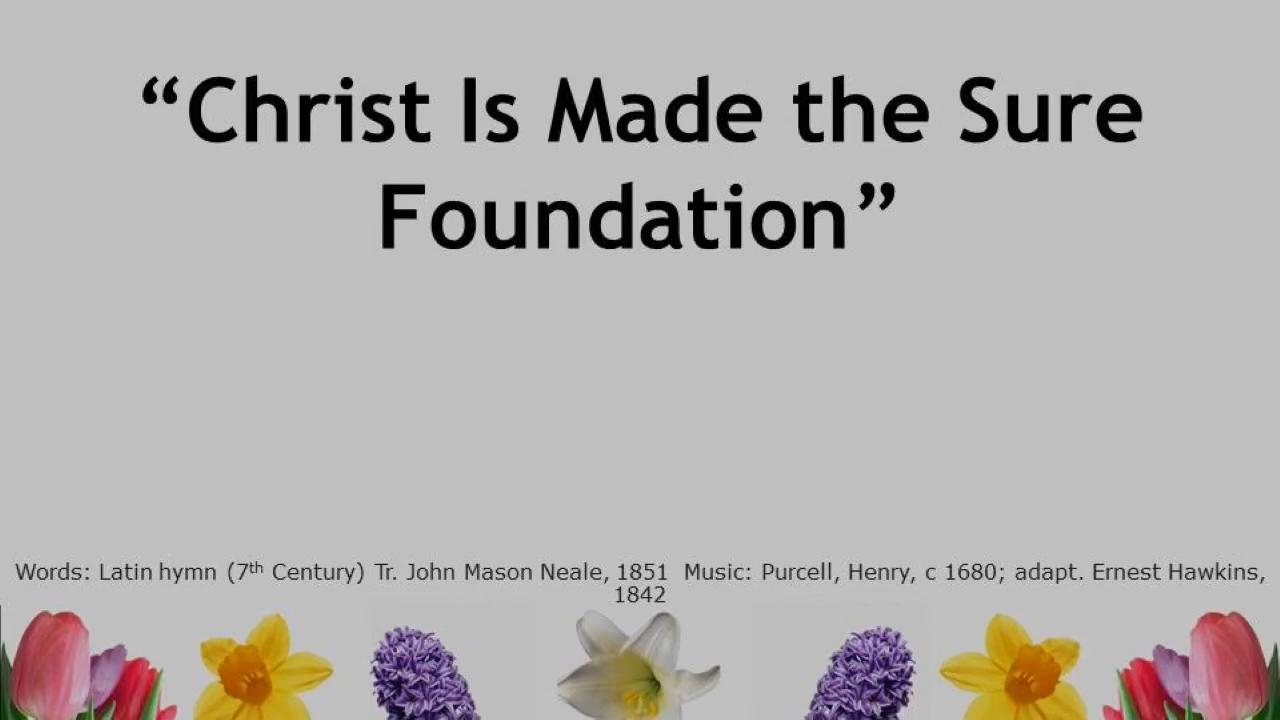 “Christ Is Made the Sure
Foundation”
Words: Latin hymn (7th Century) Tr. John Mason Neale, 1851 Music: Purcell, Henry, c 1680; adapt. Ernest Hawkins,
1842